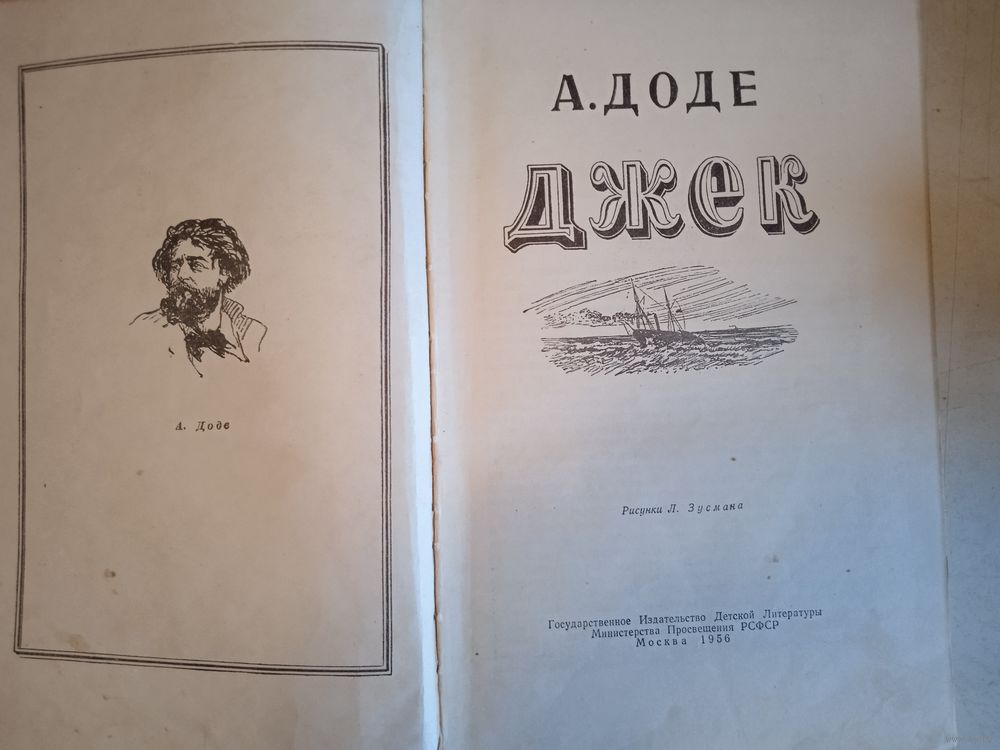 А. Доде
А. ДОДЕ
ДЖЕК
Рисунки Л. Зусмана
Государственное Издательство Детской Литературы
Министерства Просвещения РСФСР
Москва 1956